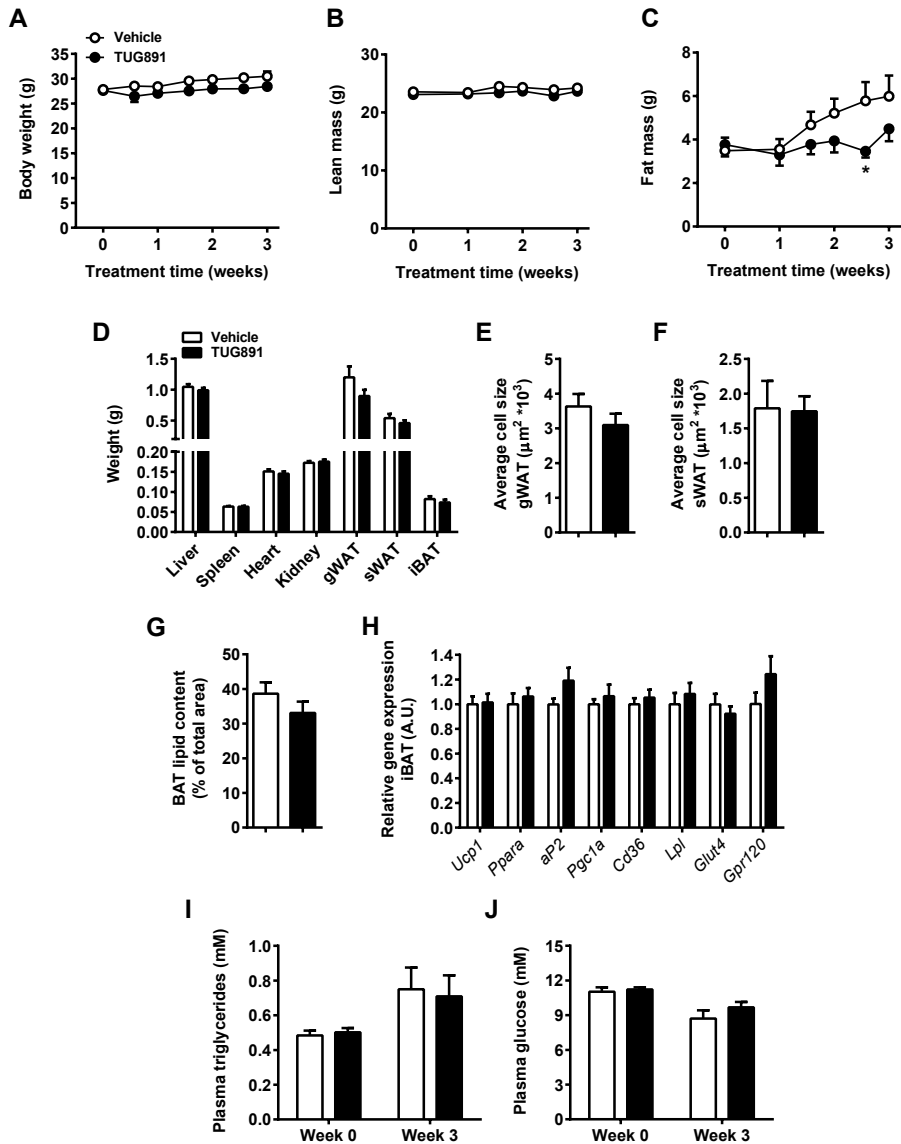 A
Vehicle
TUG891
Body weight (g)
35
30
25
20
15
10
5
0
0 1 2 3
Treatment time (weeks)
B
Lean mass (g)
30
20
10
0
0 1 2 3
Treatment time (weeks)
C
Fat mass (g)
8
6
4
2
0
*
0 1 2 3
Treatment time (weeks)
D
Vehicle
TUG891
Weight (g)
1.5
1.0
0.5
0.20
0.15
0.10
0.05
0.00
Liver
Spleen
Heart
Kidney
gWAT
sWAT
iBAT
E
Average cell size
gWAT (μm² *10³)
5
4
3
2
1
0
F
Average cell size
sWAT (μm² *10³)
2.5
2.0
1.5
1.0
0.5
0.0
G
BAT lipid content
(% of total area)
50
40
30
20
10
0
H
Relative gene expression
iBAT (A.U.)
1.4
1.2
1.0
0.8
0.6
0.4
0.2
0.0
Ucp1
Ppara
aP2
Pgc1a
Cd36
Lpl
Glut4
Gpr120
I
Plasma triglycerides (mM)
1.0
0.8
0.6
0.4
0.2
0.0
Week 0 Week 3
J
Plasma glucose (mM)
15
12
9
6
3
0
Week 0 Week 3